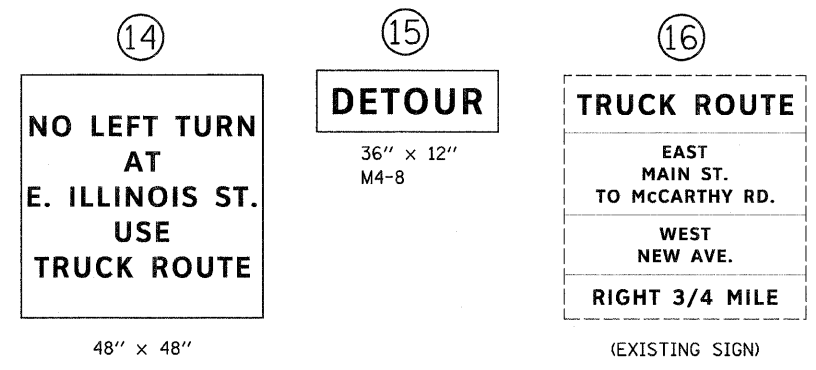 14
NO LEFT TURN
AT
E. ILLINOIS ST.
USE
TRUCK ROUTE
48" × 48"
15
DETOUR
36" × 12"
M4-8
16
TRUCK ROUTE
EAST
MAIN ST.
TO McCARTHY RD.
WEST
NEW AVE.
RIGHT 3/4 MILE
(EXISTING SIGN)